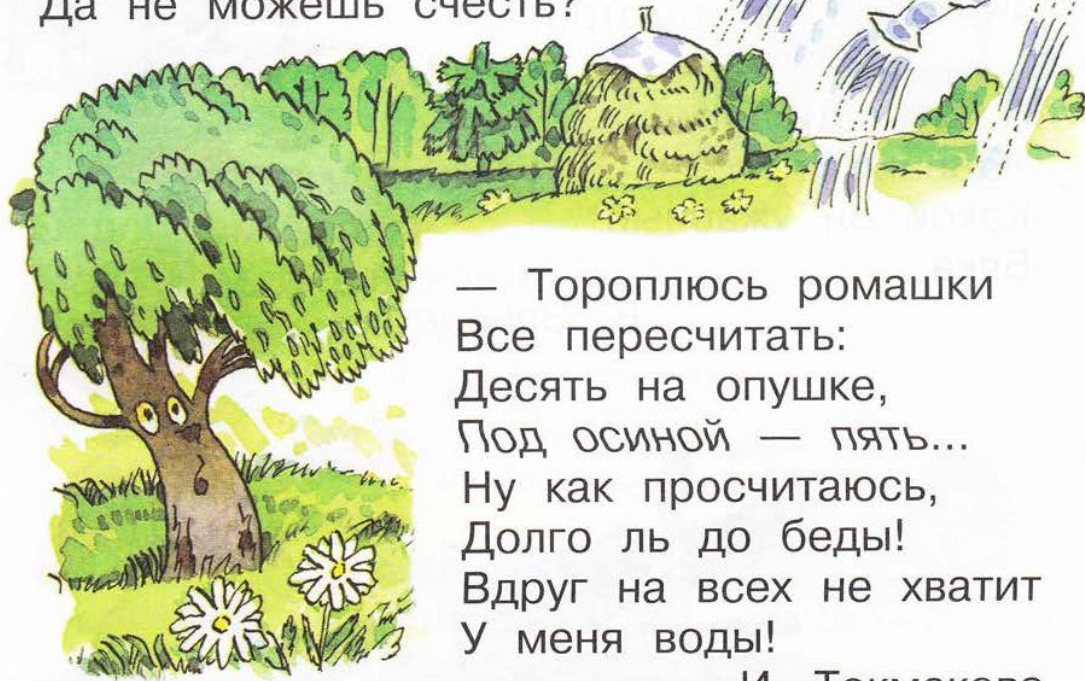 Да не можешь счесть?
— Тороплюсь ромашки
Все пересчитать:
Десять на опушке,
Под осиной — пять...
Ну как просчитаюсь,
Долго ль до беды!
Вдруг на всех не хватит
У меня воды!
И. Токмакова